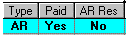 Type Paid AR Res
AR Yes No